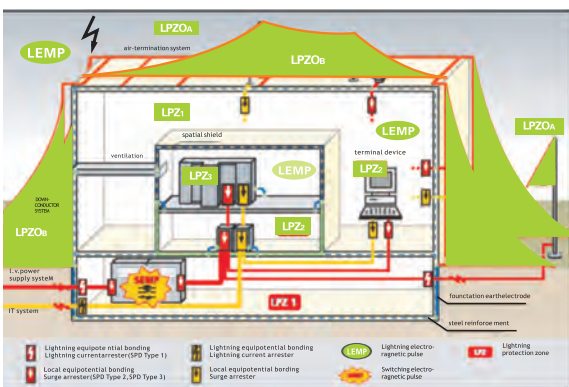 LPZOA
LEMP
air-termination system
LPZOB
LPZ1
LEMP
LPZOA
spatial shield
terminal device
ventilation
LPZ3
LEMP
LPZ2
DOWN-
CONDUCTOR
SYSTEM
LPZ2
LPZOB
l.v.power
supply systeM
SEMP
LPZ 1
IT system
founctation earthelectrode
steel reinforce ment
Lightning equipote ntial bonding
Lightning currentarrester(SPD Type 1)
Lightning equipotential bonding
Lightning current arrester
LEMP
Lightning electro-
ragnetic pulse
LPZ
Lightning
protection zone
Local equipotential bonding
Surge arrester(SPD Type 2,SPD Type 3)
Local equipotential bonding
Surge arrester
SEMP
Switching electro-
ragnetic pulse